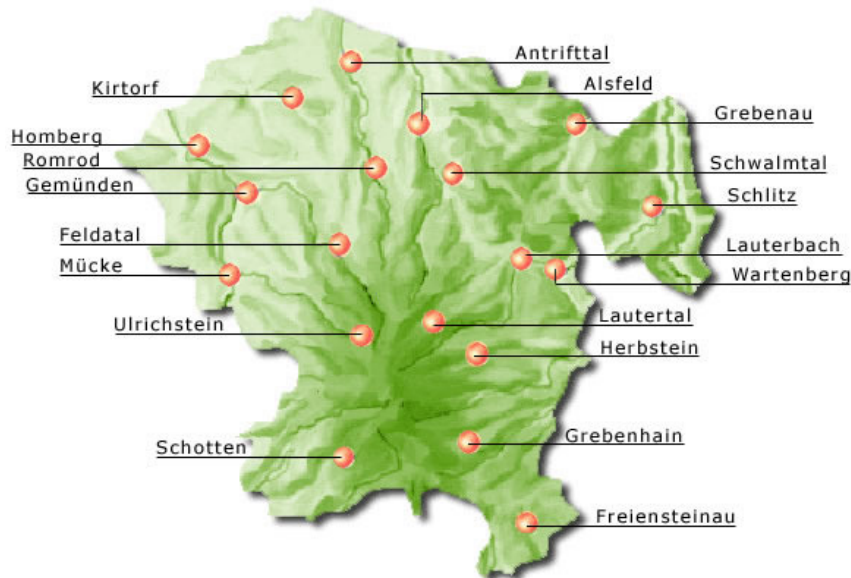 Antrifttal
Kirtorf
Alsfeld
Grebenau
Homberg
Romrod
Schwalmtal
Gemünden
Schlitz
Feldatal
Lauterbach
Mücke
Wartenberg
Ulrichstein
Lautertal
Herbstein
Schotten
Grebenhain
Freiensteinau